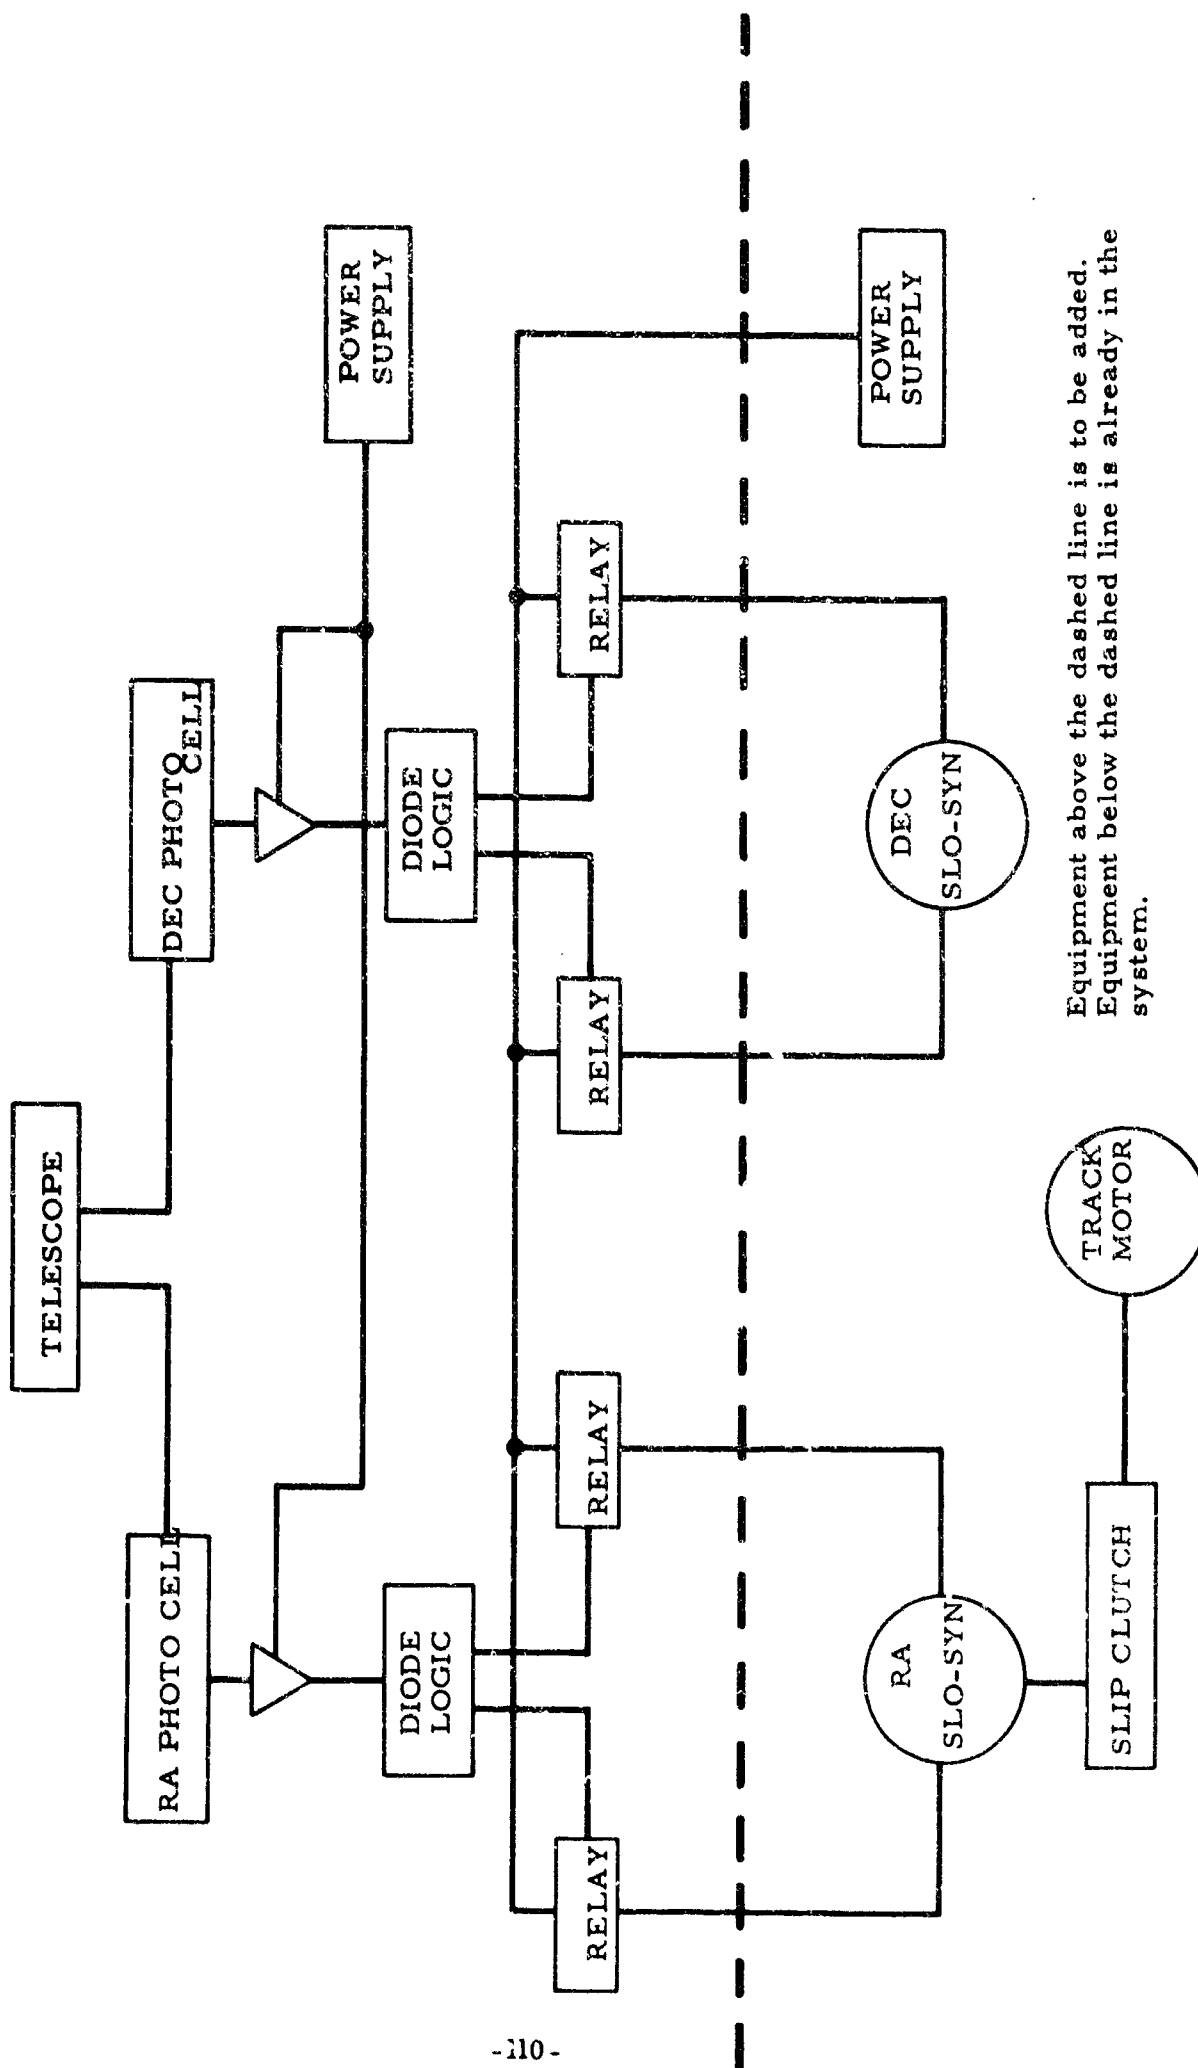 TELESCOPE
RA PHOTO CELL
DEC PHOTO
CELL
POWER
SUPPLY
DIODE
LOGIC
DIODE
LOGIC
RELAY
RELAY
RELAY
RELAY
RA
SLO-SYN
DEC
SLO-SYN
POWER
SUPPLY
SLIP CLUTCH
TRACK
MOTOR
Equipment above the dashed line is to be added.
Equipment below the dashed line is already in the
system.
-110-